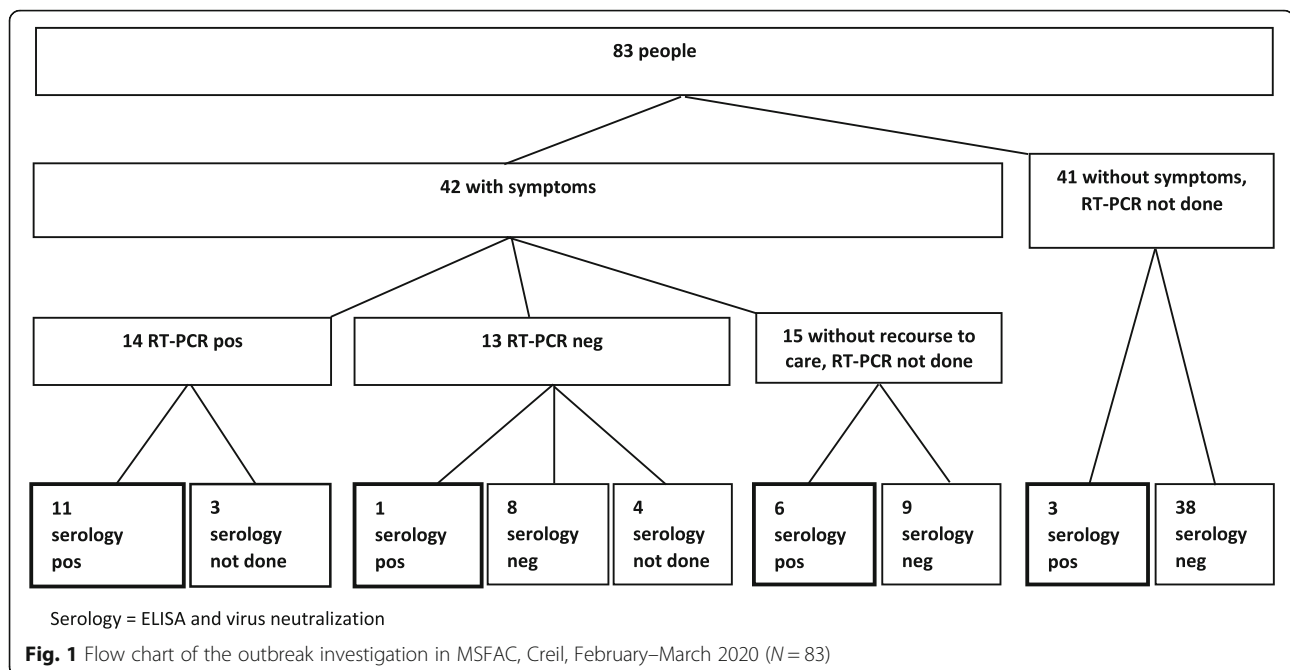 83 people
42 with symptoms
41 without symptoms,
RT-PCR not done
14 RT-PCR pos
13 RT-PCR neg
15 without recourse to
care, RT-PCR not done
11
serology
pos
3
serology
not done
1
serology
pos
8
serology
neg
4
serology
not done
6
serology
pos
9
serology
neg
3
serology
pos
38
serology
neg
Serology = ELISA and virus neutralization
Fig. 1 Flow chart of the outbreak investigation in MSFAC, Creil, February–March 2020 (N = 83)